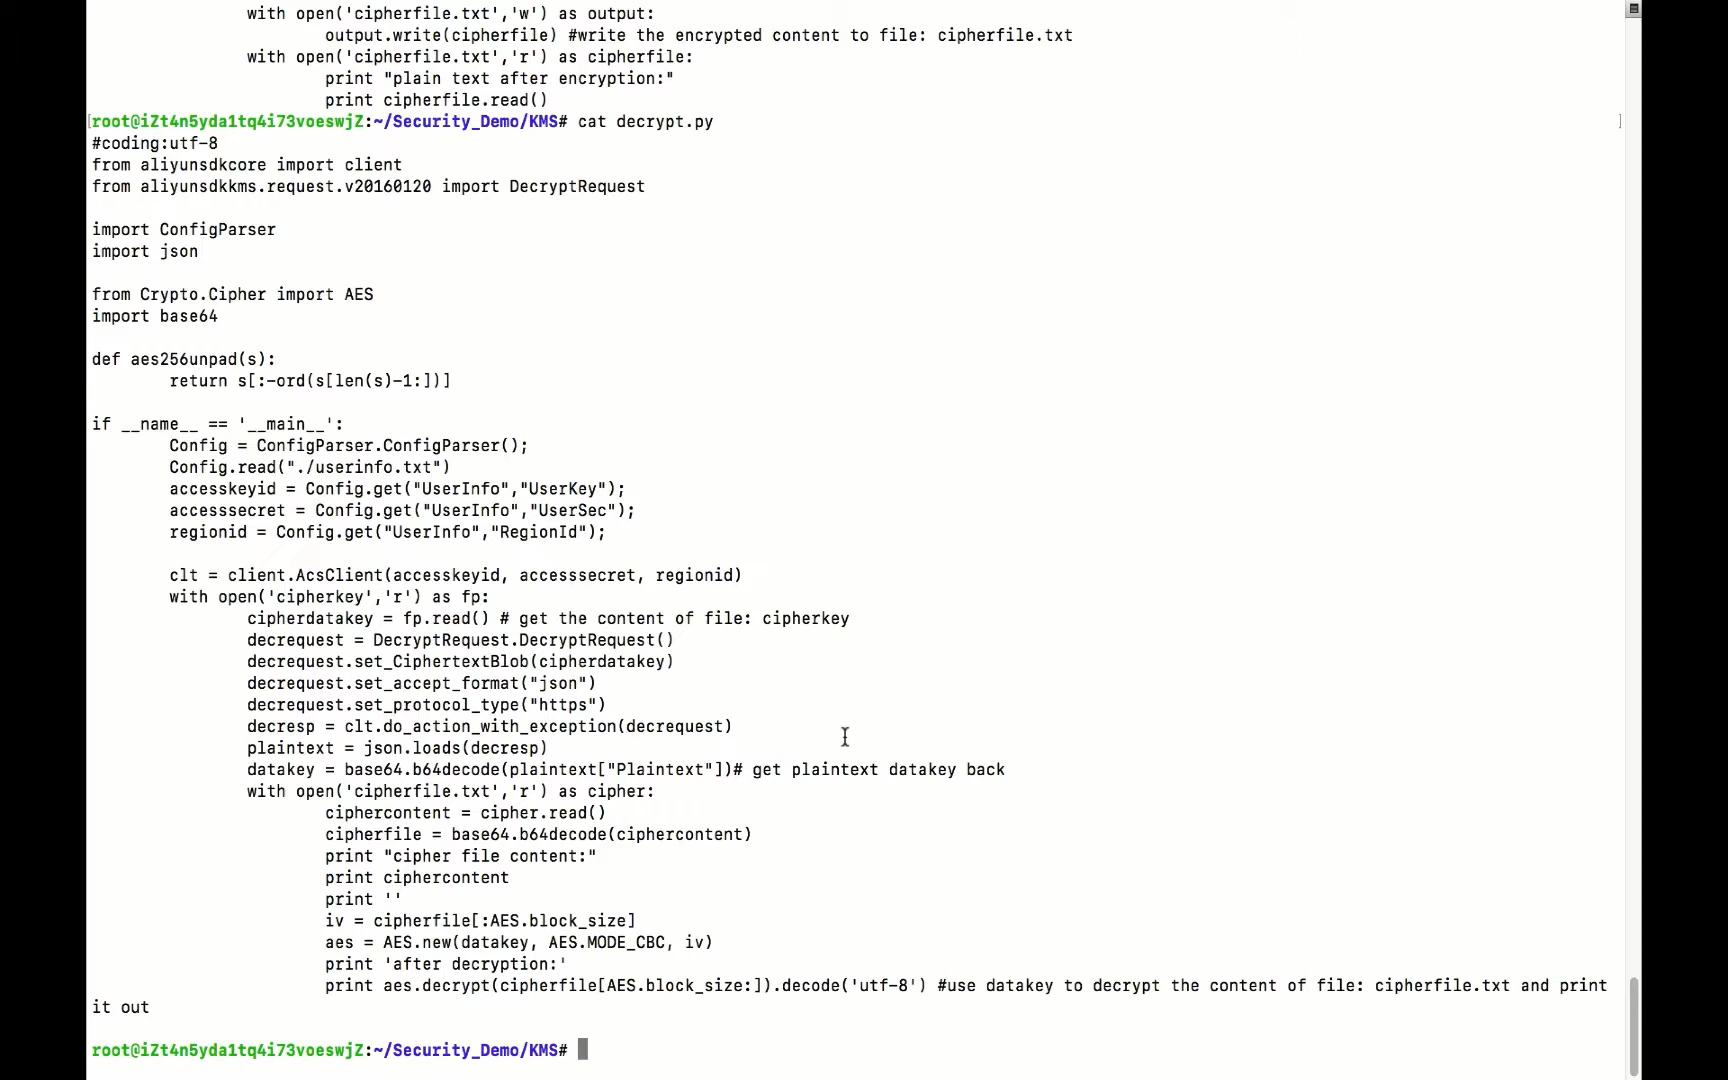 with open('cipherfile.txt','w') as output:
output.write(cipherfile) #write the encrypted content to file: cipherfile.txt
with open('cipherfile.txt','r') as cipherfile:
print "plain text after encryption:"
print cipherfile.read()
[root@iZt4n5yda1tq4i73voeswjZ:~/Security_Demo/KMS# cat decrypt.py ]
#coding:utf-8
from aliyunsdkcore import client
from aliyunsdkkms.request.v20160120 import DecryptRequest
import ConfigParser
import json
from Crypto.Cipher import AES
import base64
def aes256unpad(s):
return s[:-ord(s[len(s)-1:])]
if __name__ == '__main__':
Config = ConfigParser.ConfigParser();
Config.read("./userinfo.txt")
accesskeyid = Config.get("UserInfo","UserKey");
accesssecret = Config.get("UserInfo","UserSec");
regionid = Config.get("UserInfo","RegionId");
clt = client.AcsClient(accesskeyid, accesssecret, regionid)
with open('cipherkey','r') as fp:
cipherdatakey = fp.read() # get the content of file: cipherkey
decrequest = DecryptRequest.DecryptRequest()
decrequest.set_CiphertextBlob(cipherdatakey)
decrequest.set_accept_format("json")
decrequest.set_protocol_type("https")
decresp = clt.do_action_with_exception(decrequest)
plaintext = json.loads(decresp)
datakey = base64.b64decode(plaintext["Plaintext"])# get plaintext datakey back
with open('cipherfile.txt','r') as cipher:
ciphercontent = cipher.read()
cipherfile = base64.b64decode(ciphercontent)
print "cipher file content:"
print ciphercontent
print ''
iv = cipherfile[:AES.block_size]
aes = AES.new(datakey, AES.MODE_CBC, iv)
print 'after decryption:'
print aes.decrypt(cipherfile[AES.block_size:]).decode('utf-8') #use datakey to decrypt the content of file: cipherfile.txt and print
it out
root@iZt4n5yda1tq4i73voeswjZ:~/Security_Demo/KMS#